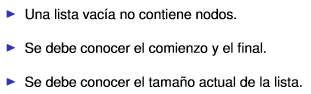 Una lista vacía no contiene nodos.
Se debe conocer el comienzo y el final.
Se debe conocer el tamaño actual de la lista.